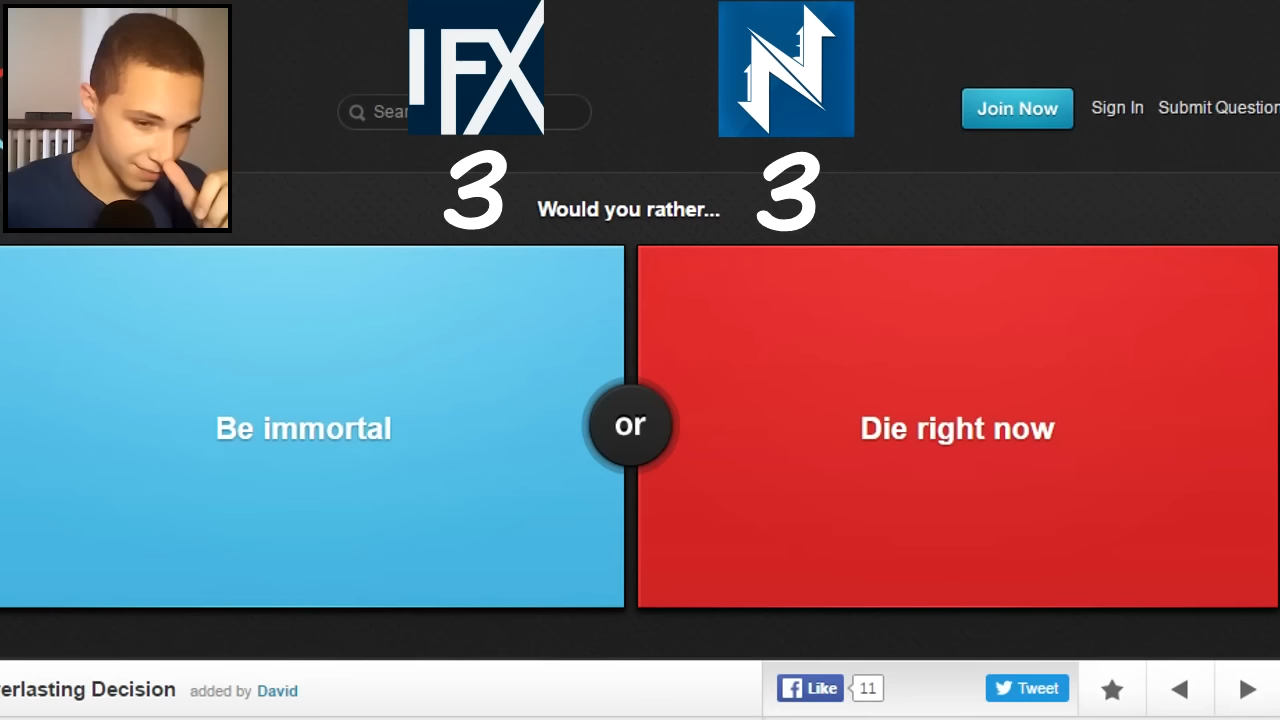 IFX
N
Sear
Join Now
Sign In
Submit Question
3
Would you rather...
3
Be immortal
or
Die right now
verlasting Decision
added by David
Like
11
Tweet